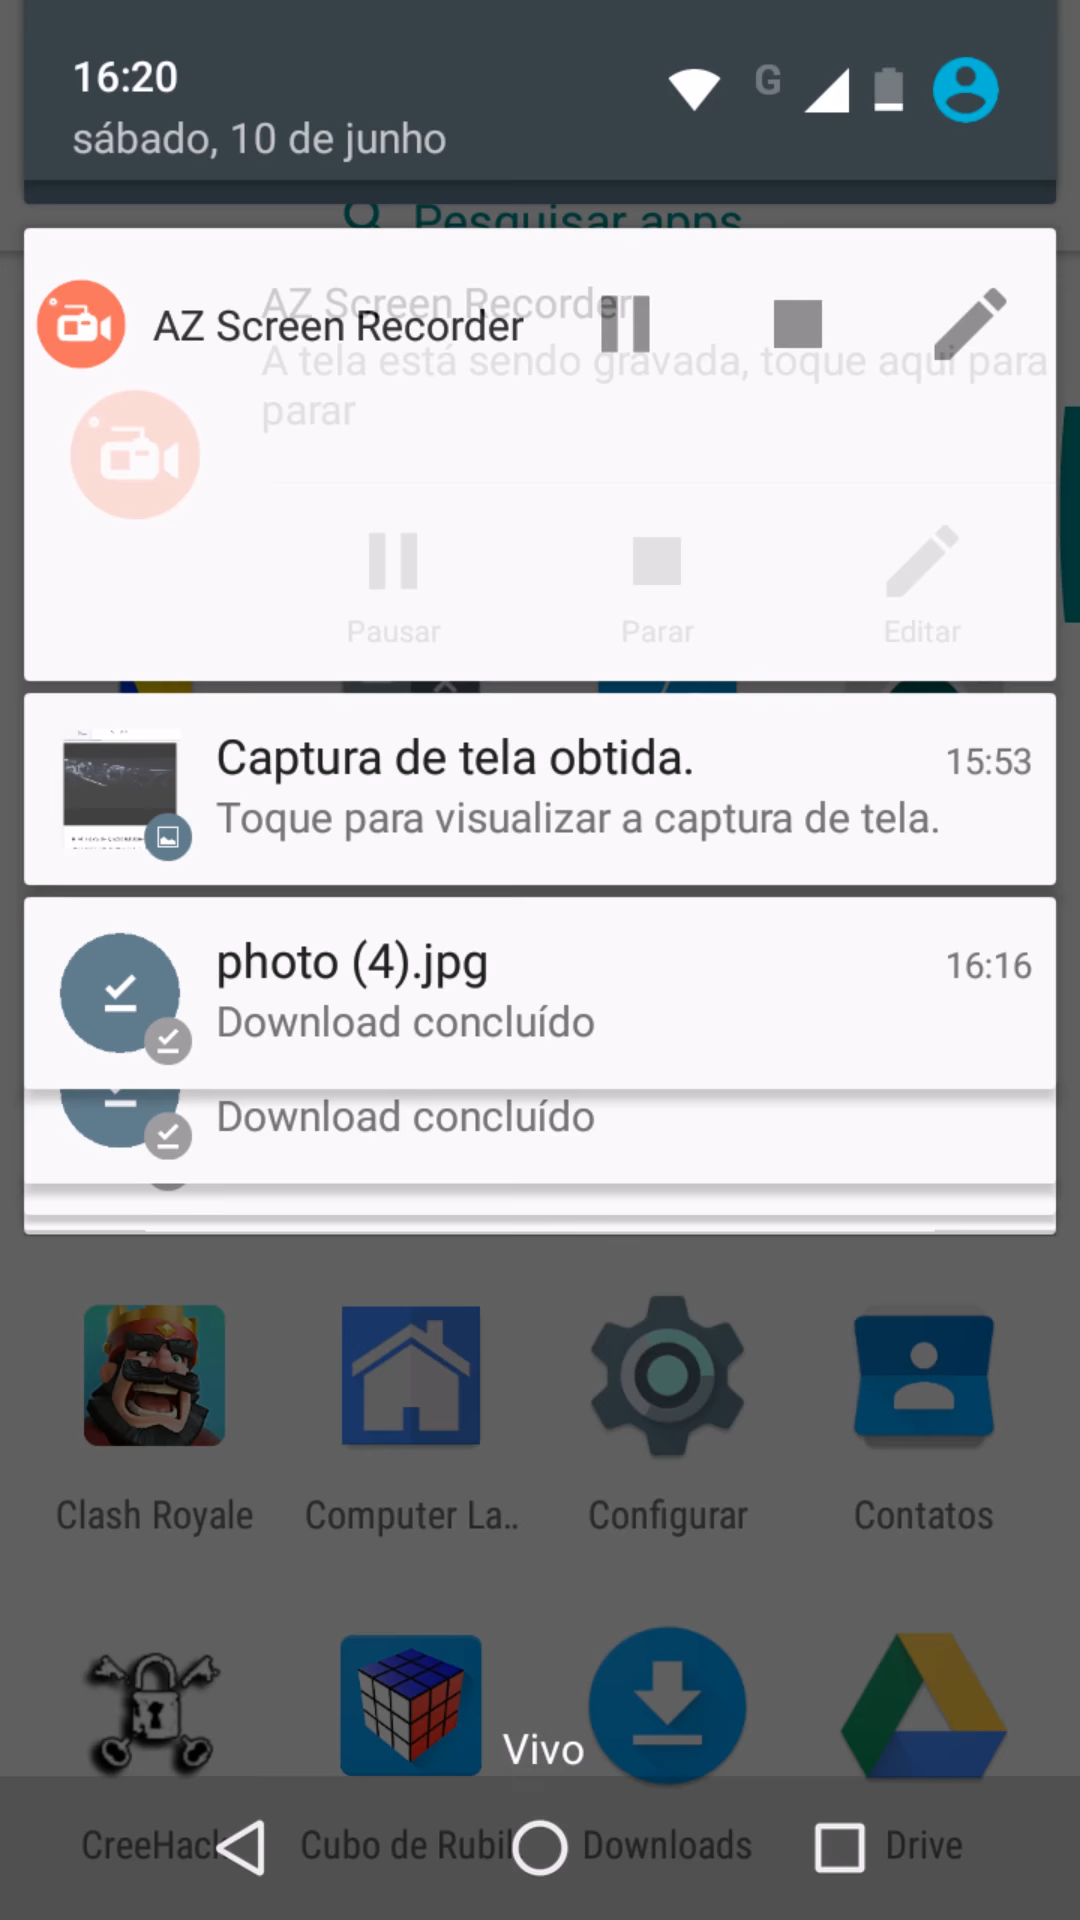 16:20
G
sábado, 10 de junho
Pesquisar apps
AZ Screen Recorder
AZ Screen Recorder
A tela está sendo gravada, toque aqui para
parar
Pausar
Parar
Editar
Captura de tela obtida.
15:53
Toque para visualizar a captura de tela.
photo (4).jpg
16:16
Download concluído
Download concluído
Clash Royale
Computer La..
Configurar
Contatos
Vivo
CreeHack
Cubo de Rubik
Downloads
Drive